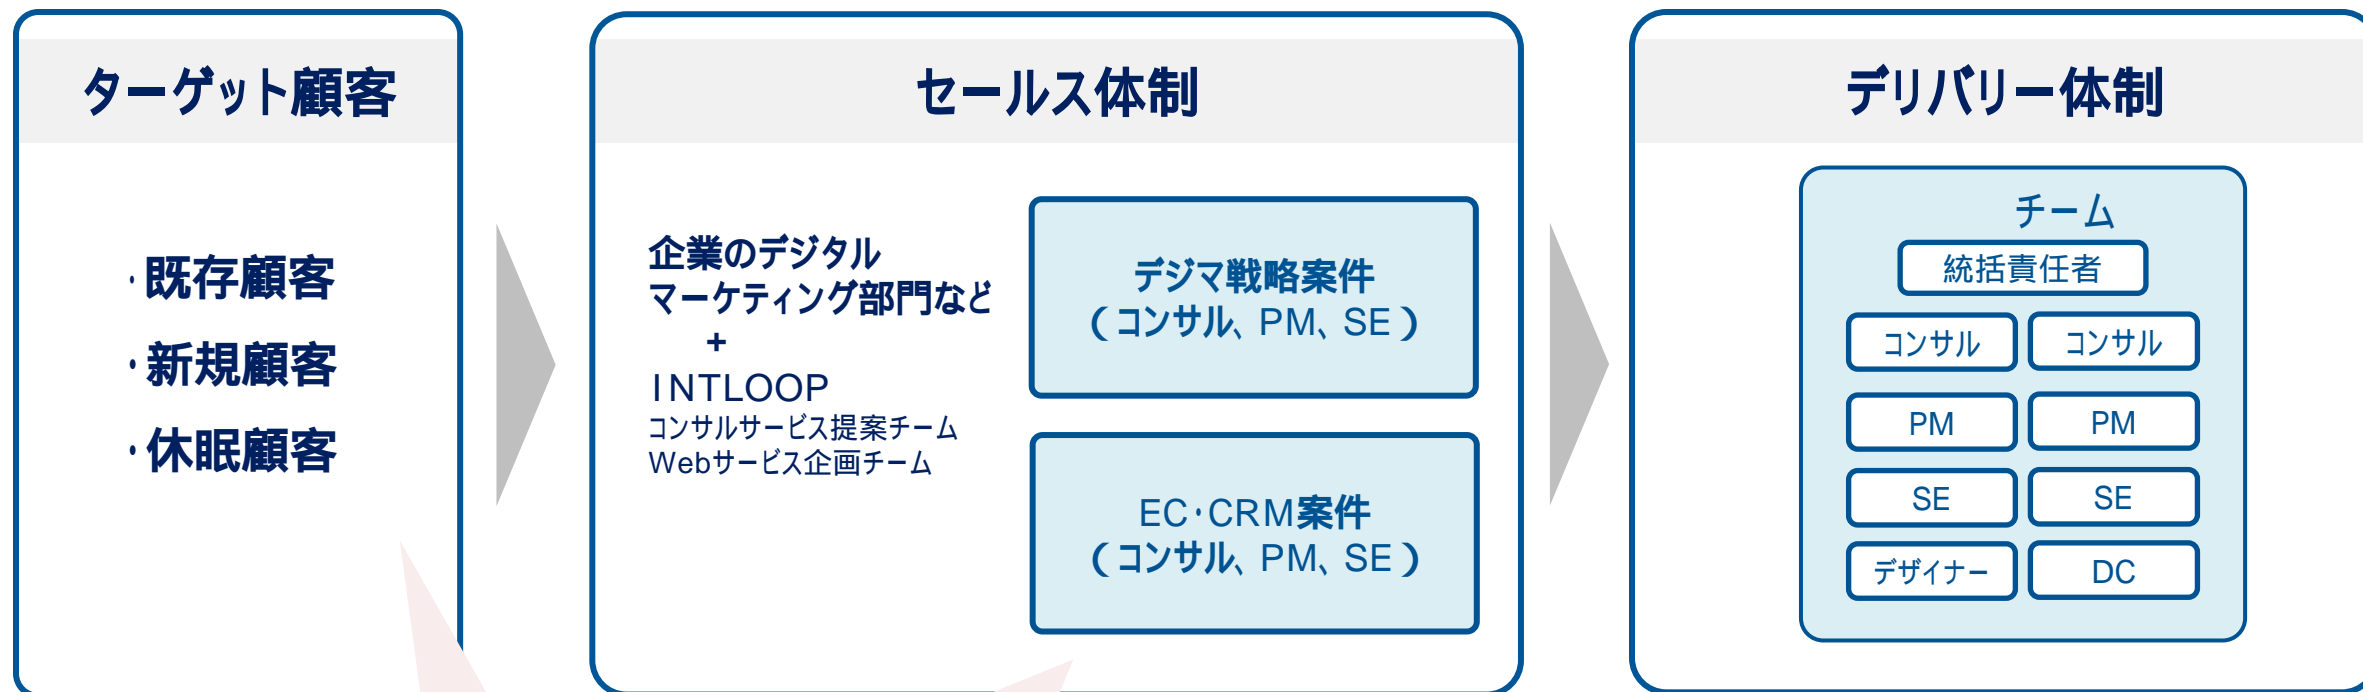 ターゲット顧客
・既存顧客
・新規顧客
・休眠顧客
セールス体制
企業のデジタル
マーケティング部門など
+
INTLOOP
コンサルサービス提案チーム
Webサービス企画チーム
デジマ戦略案件
(コンサル、PM、SE)
EC・CRM案件
(コンサル、PM、SE)
デリバリー体制
チーム
統括責任者
コンサル コンサル
PM PM
SE SE
デザイナー DC